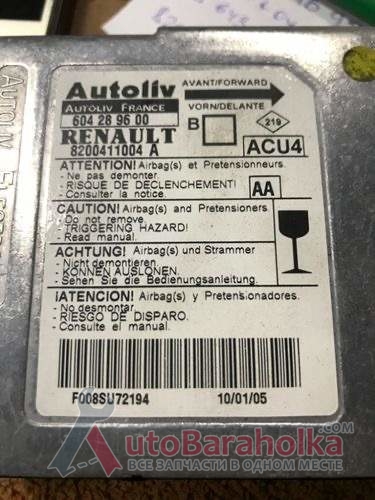 Autoliv
AUTOLIV FRANCE
604 28 96 00
RENAULT
8200411004 A
AVANT/FORWARD
VORN/DELANTE
B
219
ACU4
ATTENTION! Airbag(s) et Pretensionneurs.
- Ne pas demonter.
- RISQUE DE DECLENCHEMENT!
- Consulter la notice.
AA
CAUTION! Airbag(s) and Pretensioners.
- Do not remove.
- TRIGGERING HAZARD!
- Read manual.
ACHTUNG! Airbag(s) und Strammer
- Nicht demontieren.
- KONNEN AUSLONEN.
- Sehen Sie die Bedienungsanleitung.
¡ATENCION! Airbag(s) y Pretensionadores.
- No desmontar.
- RIESGO DE DISPARO.
- Consulte el manual.
F008SU72194
10/01/05
AutoBaraholka.com
ВСЕ ЗАПЧАСТИ В ОДНОМ МЕСТЕ